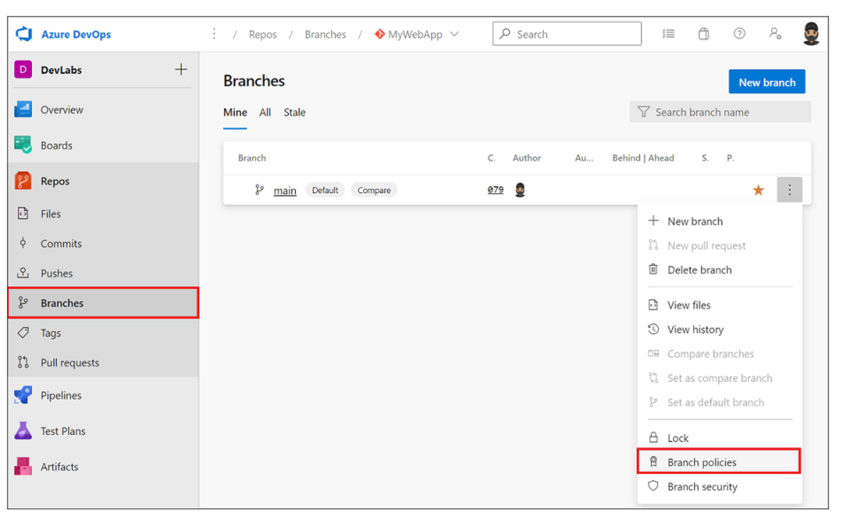 Azure DevOps
/ Repos / Branches / MyWebApp
Search
D DevLabs
Overview
Boards
Repos
Files
Commits
Pushes
Branches
Tags
Pull requests
Pipelines
Test Plans
Artifacts
Branches
New branch
Mine All Stale
Search branch name
Branch C. Author Au... Behind | Ahead S. P.
main Default Compare 079
New branch
New pull request
Delete branch
View files
View history
Compare branches
Set as compare branch
Set as default branch
Lock
Branch policies
Branch security